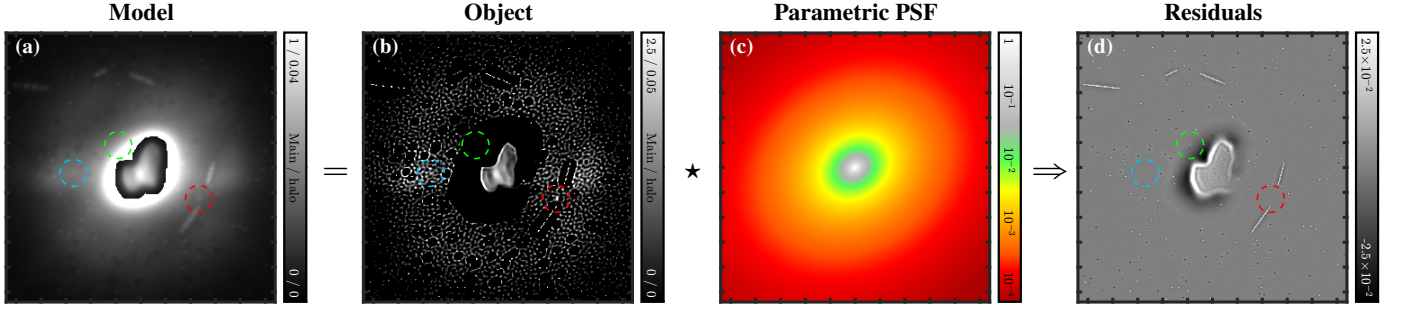 Model
Object
Parametric PSF
Residuals
(a)
1 / 0.04
Main / halo
0 / 0
=
(b)
2.5 / 0.05
Main / halo
0 / 0
★
(c)
1
10⁻¹
10⁻²
10⁻³
10⁻⁴
⇒
(d)
2.5×10⁻²
-2.5×10⁻²